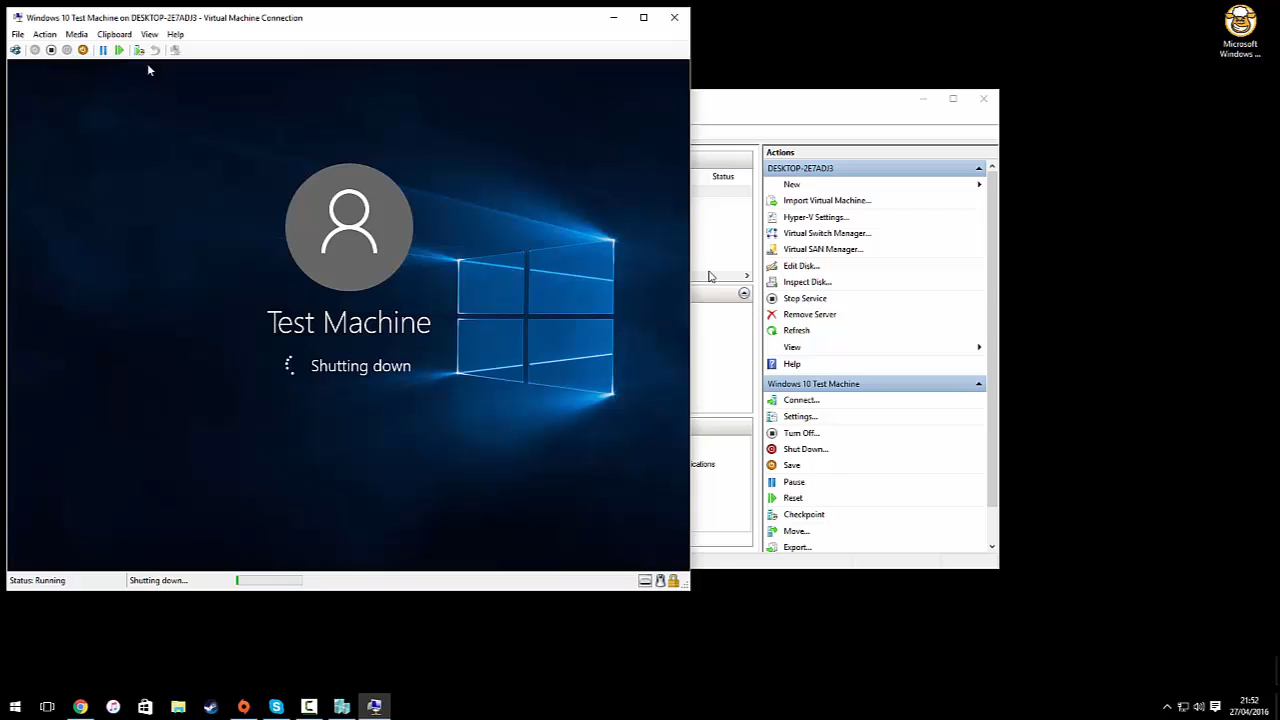 Windows 10 Test Machine on DESKTOP-2E7ADJ3 - Virtual Machine Connection
File Action Media Clipboard View Help
Test Machine
Shutting down
Status: Running
Shutting down...
Status
ications
Actions
DESKTOP-2E7ADJ3
New
Import Virtual Machine...
Hyper-V Settings...
Virtual Switch Manager...
Virtual SAN Manager...
Edit Disk...
Inspect Disk...
Stop Service
Remove Server
Refresh
View
Help
Windows 10 Test Machine
Connect...
Settings...
Turn Off...
Shut Down...
Save
Pause
Reset
Checkpoint
Move...
Export...
Microsoft
Windows ...
21:52
27/04/2016